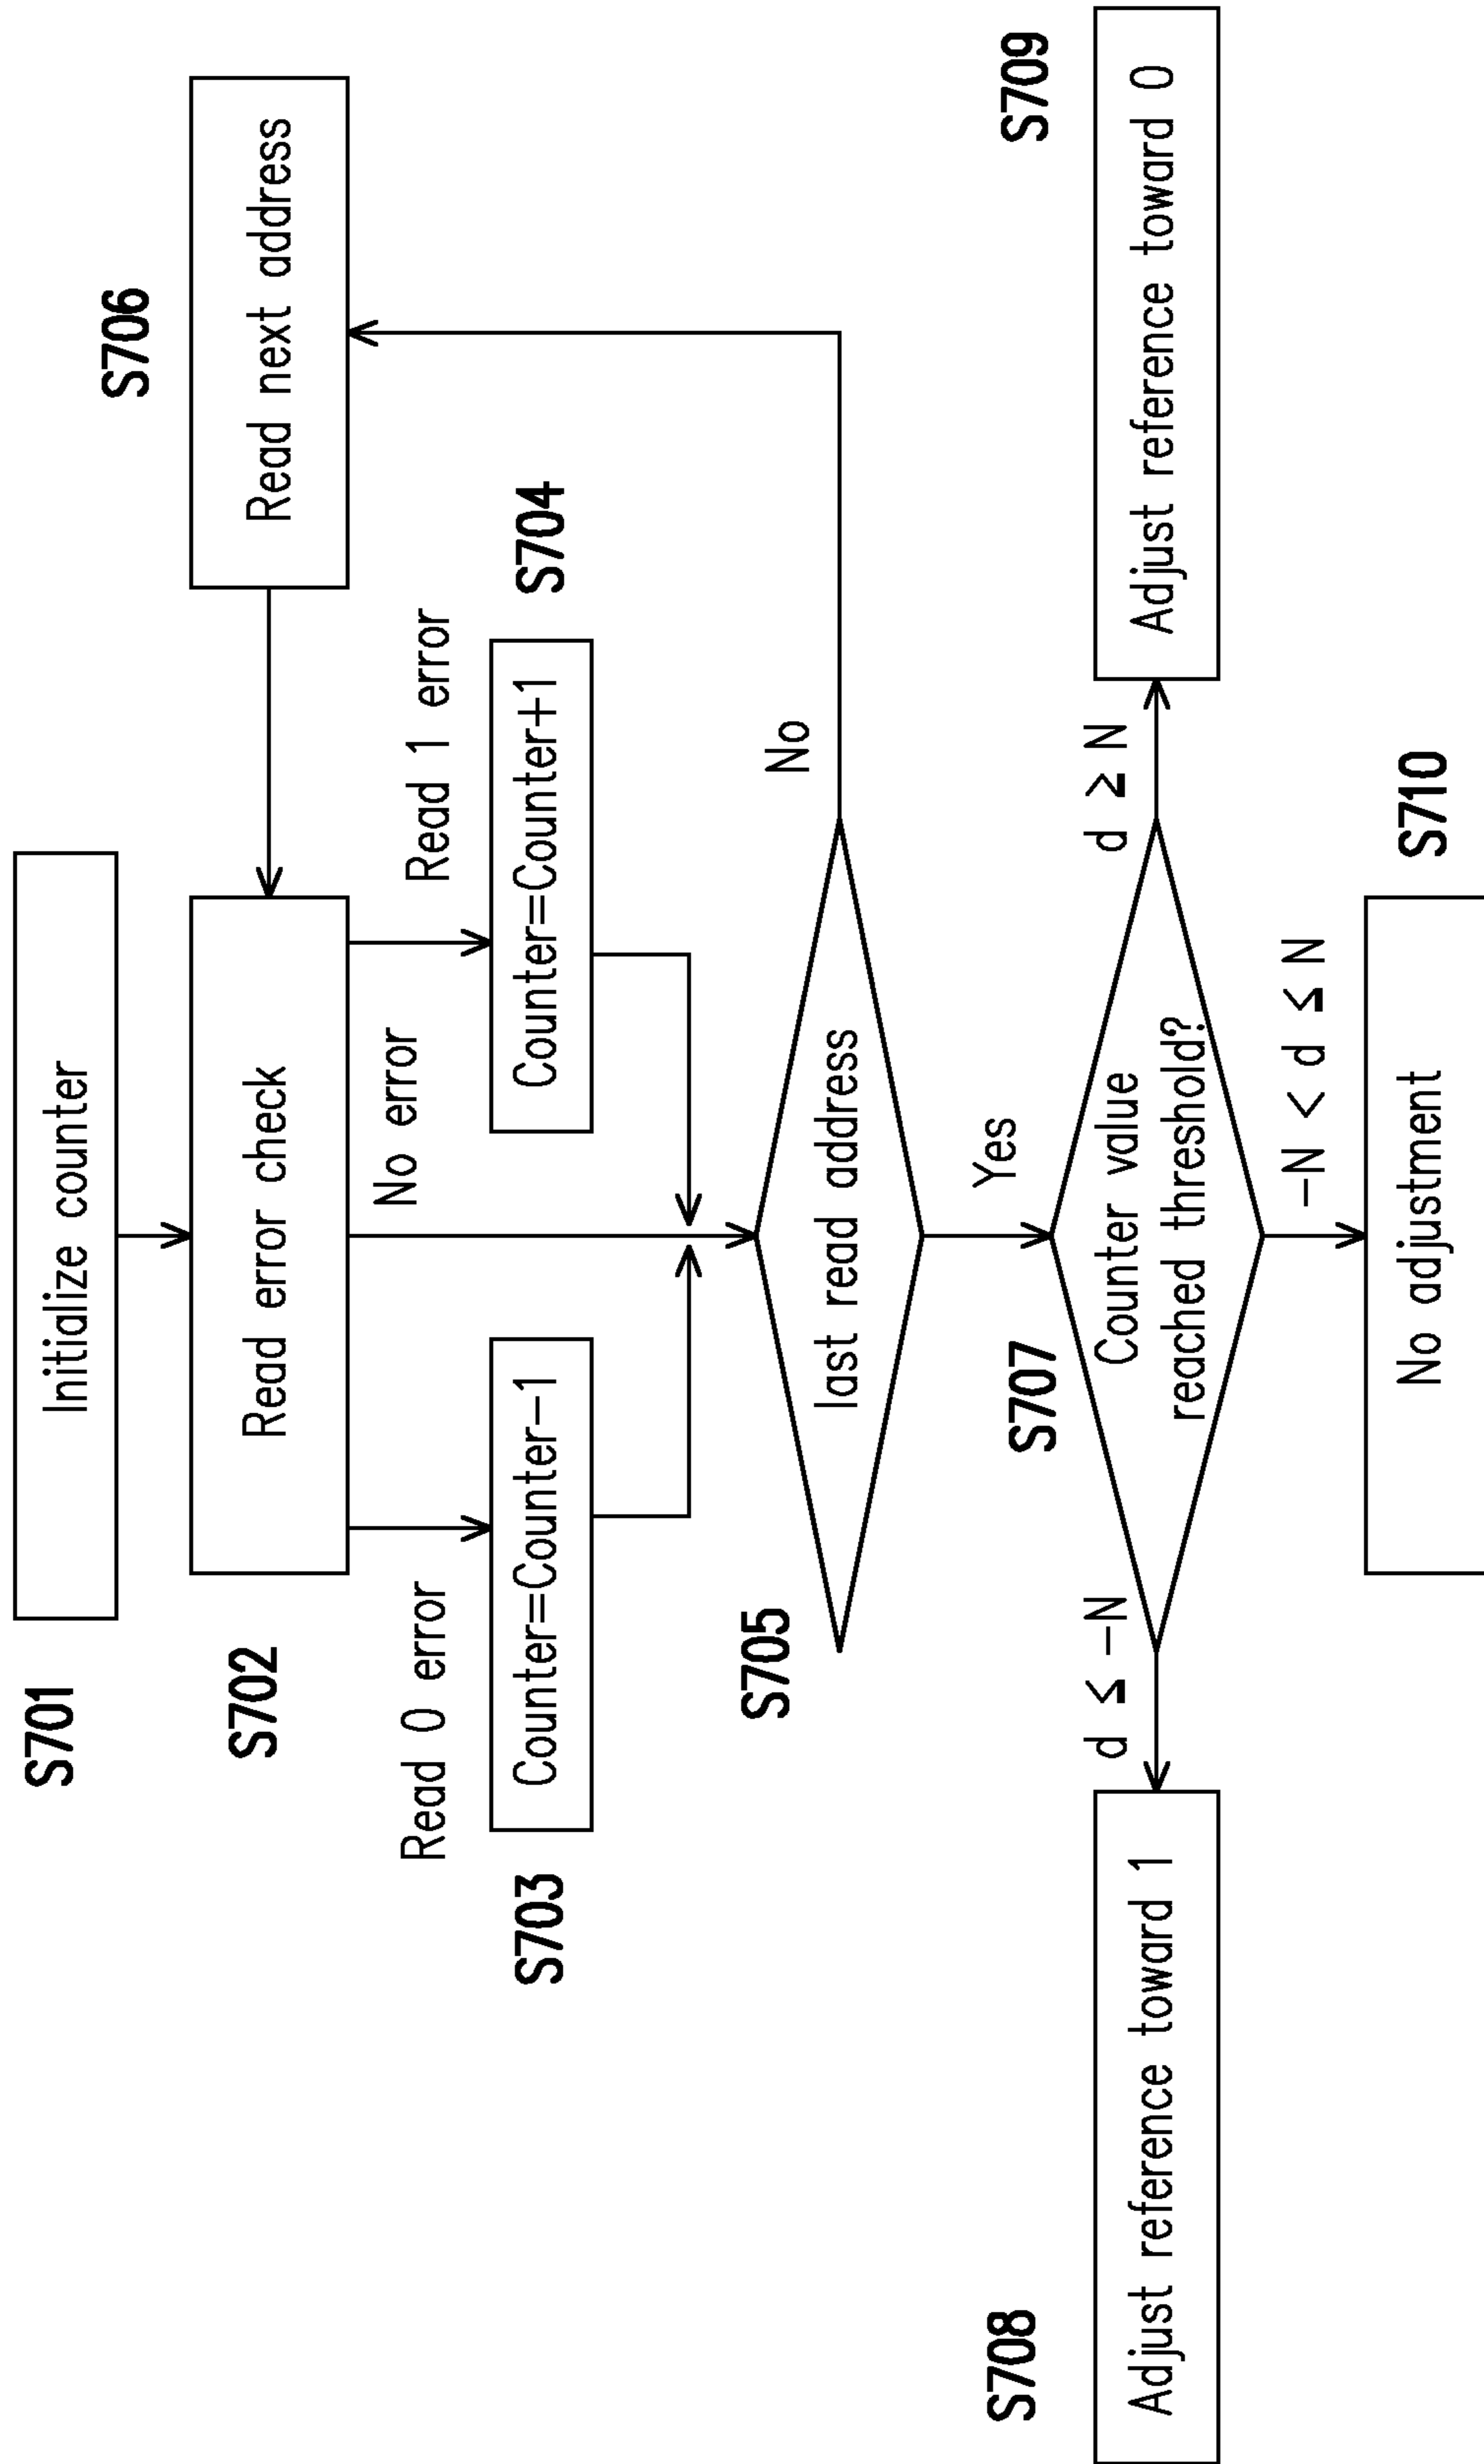 S701
Initialize counter
S706
Read next address
S702
Read error check
Read 0 error
No error
Read 1 error
S703
Counter=Counter-1
Counter=Counter+1
S704
S705
last read address
No
Yes
S707
Counter value
reached threshold?
S708
d ≤ -N
d ≥ N
S709
Adjust reference toward 1
Adjust reference toward 0
-N < d ≤ N
S710
No adjustment